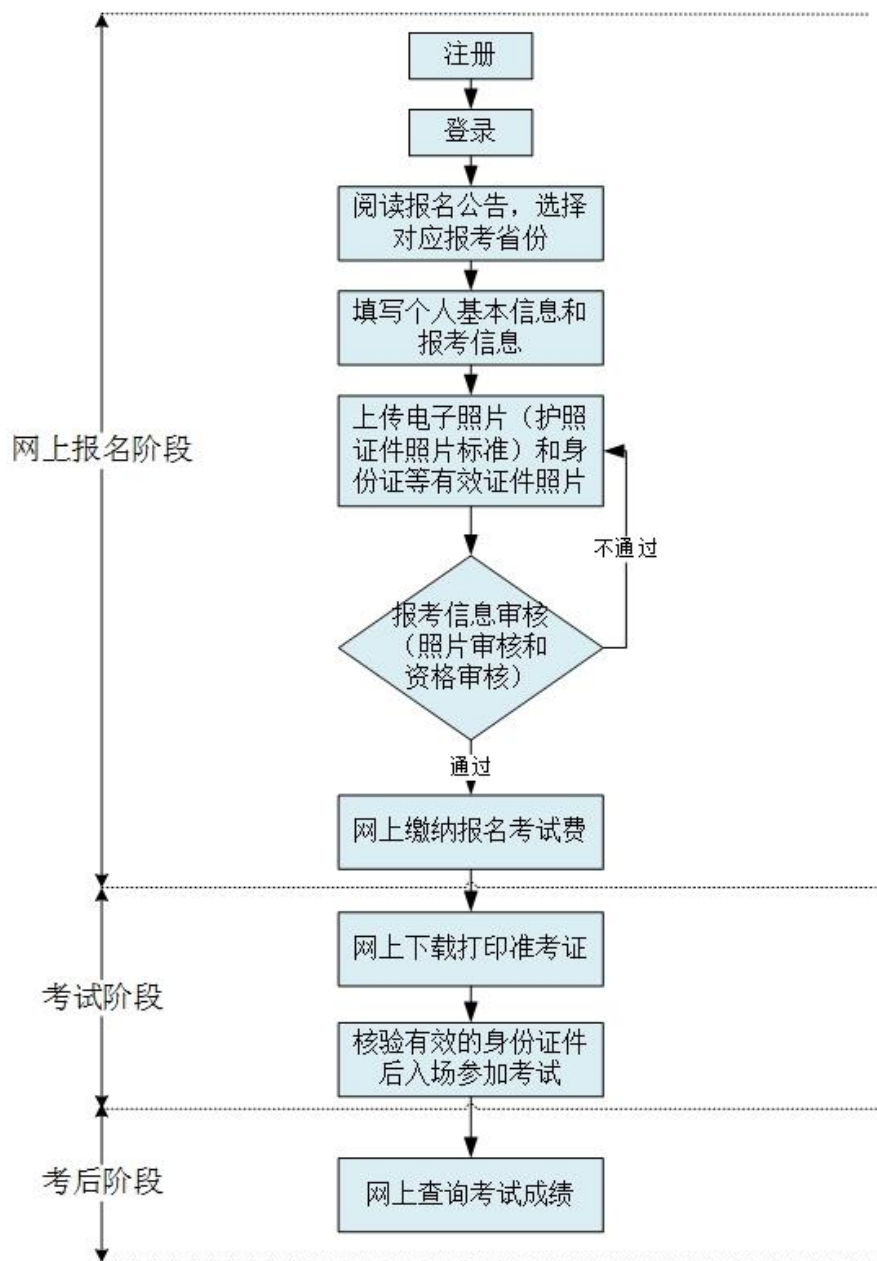 注册
登录
阅读报名公告，选择
对应报考省份
填写个人基本信息和
报考信息
上传电子照片（护照
证件照片标准）和身
份证等有效证件照片
网上报名阶段
不通过
报考信息审核
（照片审核和
资格审核）
通过
网上缴纳报名考试费
网上下载打印准考证
考试阶段
核验有效的身份证件
后入场参加考试
考后阶段
网上查询考试成绩